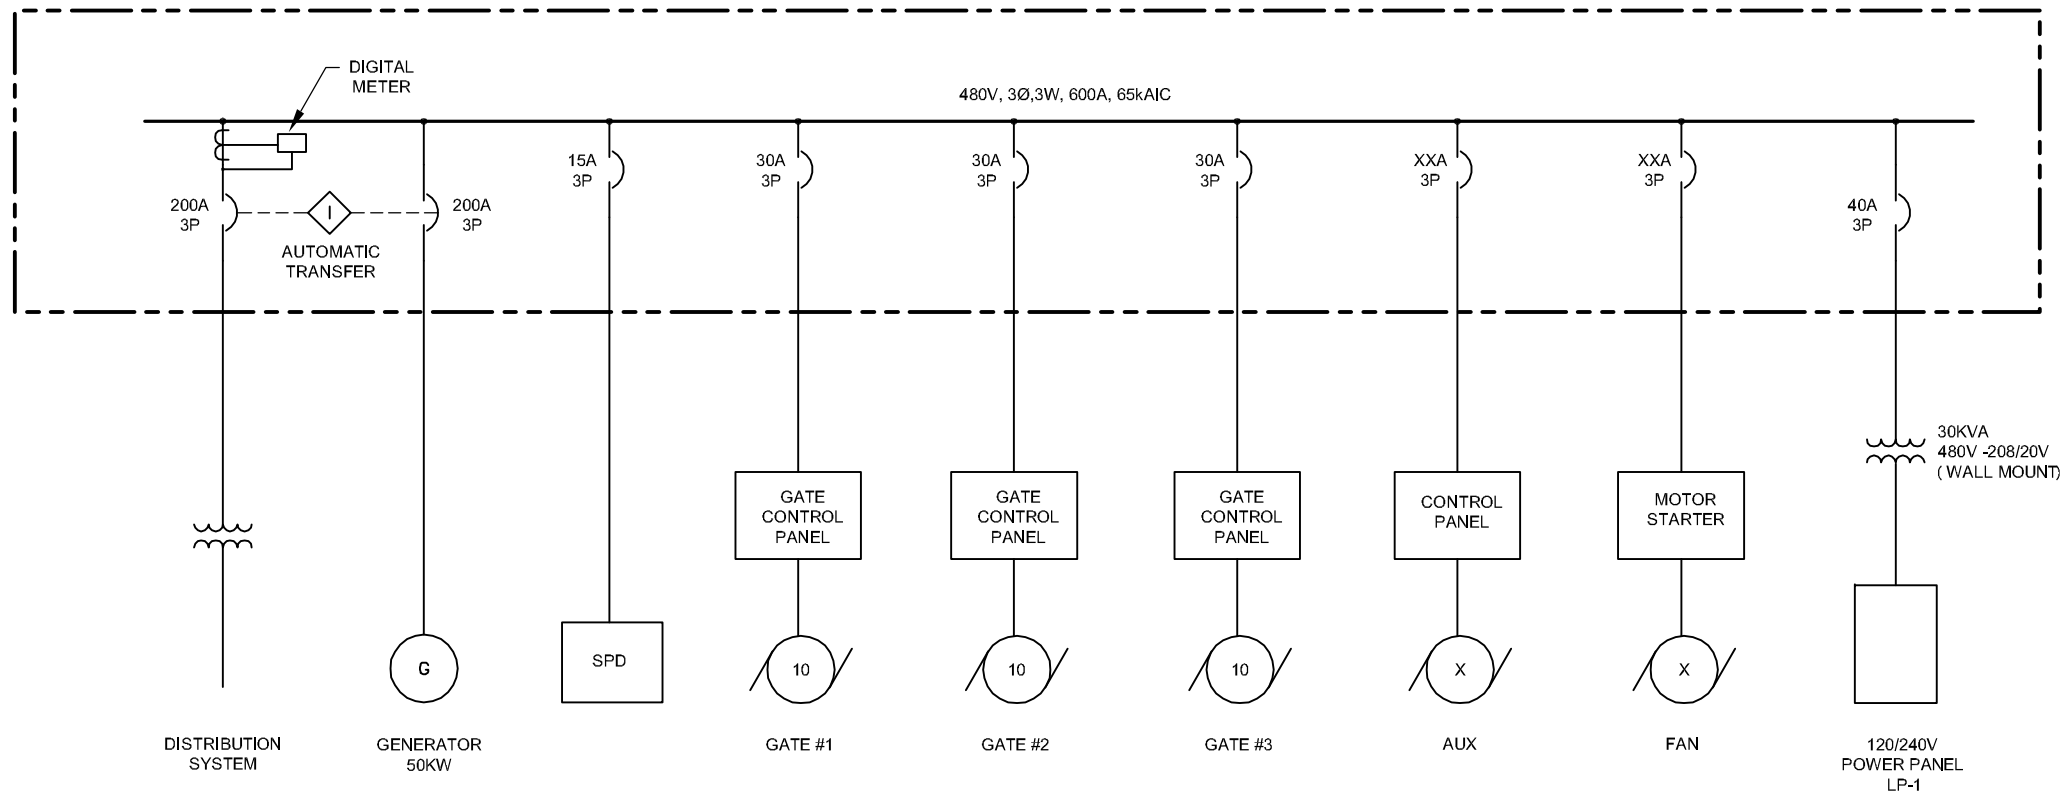 DIGITAL
METER
480V, 3Ø,3W, 600A, 65kAIC
15A
3P
30A
3P
30A
3P
30A
3P
XXA
3P
XXA
3P
200A
3P
I
200A
3P
40A
3P
AUTOMATIC
TRANSFER
30KVA
480V -208/20V
( WALL MOUNT)
GATE
CONTROL
PANEL
GATE
CONTROL
PANEL
GATE
CONTROL
PANEL
CONTROL
PANEL
MOTOR
STARTER
G
SPD
10
10
10
X
X
DISTRIBUTION
SYSTEM
GENERATOR
50KW
GATE #1
GATE #2
GATE #3
AUX
FAN
120/240V
POWER PANEL
LP-1